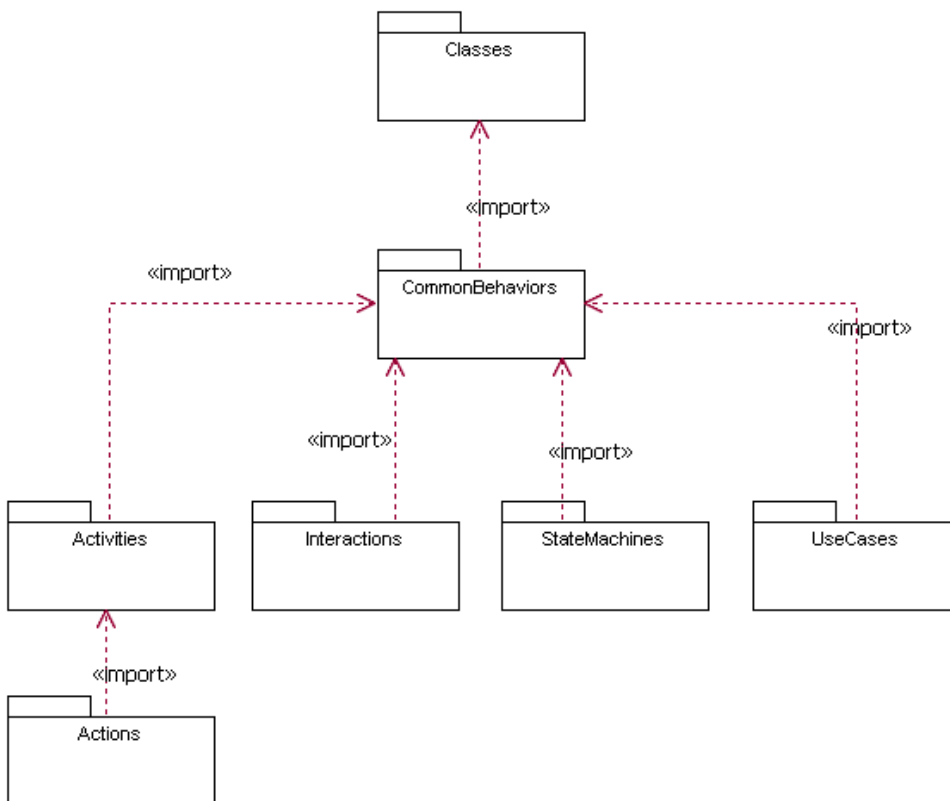 Classes
«import»
«import»
CommonBehaviors
«import»
«import»
«import»
Activities
Interactions
StateMachines
UseCases
«import»
Actions